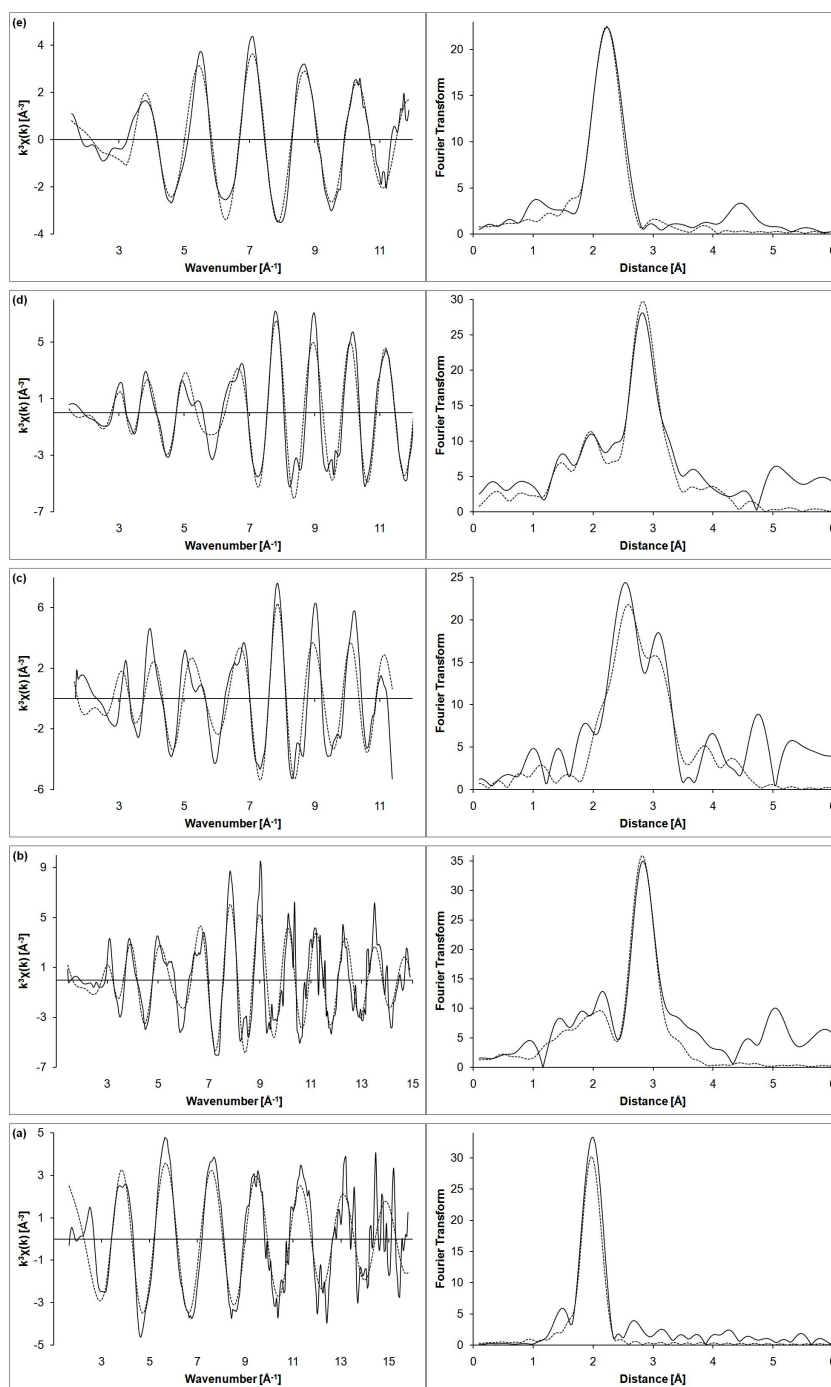 (e)
k³χ(k) [Å⁻³]
4
2
0
-2
-4
3 5 7 9 11
Wavenumber [Å⁻¹]
Fourier Transform
20
15
10
5
0
0 1 2 3 4 5 6
Distance [Å]
(d)
k³χ(k) [Å⁻³]
5
1
-3
-7
3 5 7 9 11
Wavenumber [Å⁻¹]
Fourier Transform
30
25
20
15
10
5
0
0 1 2 3 4 5 6
Distance [Å]
(c)
k³χ(k) [Å⁻³]
6
2
-2
-6
3 5 7 9 11
Wavenumber [Å⁻¹]
Fourier Transform
25
20
15
10
5
0
0 1 2 3 4 5 6
Distance [Å]
(b)
k³χ(k) [Å⁻³]
9
5
1
-3
-7
3 5 7 9 11 13 15
Wavenumber [Å⁻¹]
Fourier Transform
35
30
25
20
15
10
5
0
0 1 2 3 4 5 6
Distance [Å]
(a)
k³χ(k) [Å⁻³]
5
3
1
-1
-3
-5
3 5 7 9 11 13 15
Wavenumber [Å⁻¹]
Fourier Transform
35
30
25
20
15
10
5
0
0 1 2 3 4 5 6
Distance [Å]